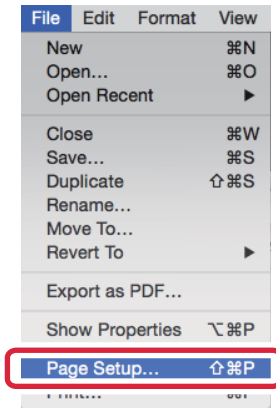 File Edit Format View
New ⌘N
Open... ⌘O
Open Recent ▶
Close ⌘W
Save... ⌘S
Duplicate ⇧⌘S
Rename...
Move To...
Revert To ▶
Export as PDF...
Show Properties ⌥⌘P
Page Setup... ⇧⌘P